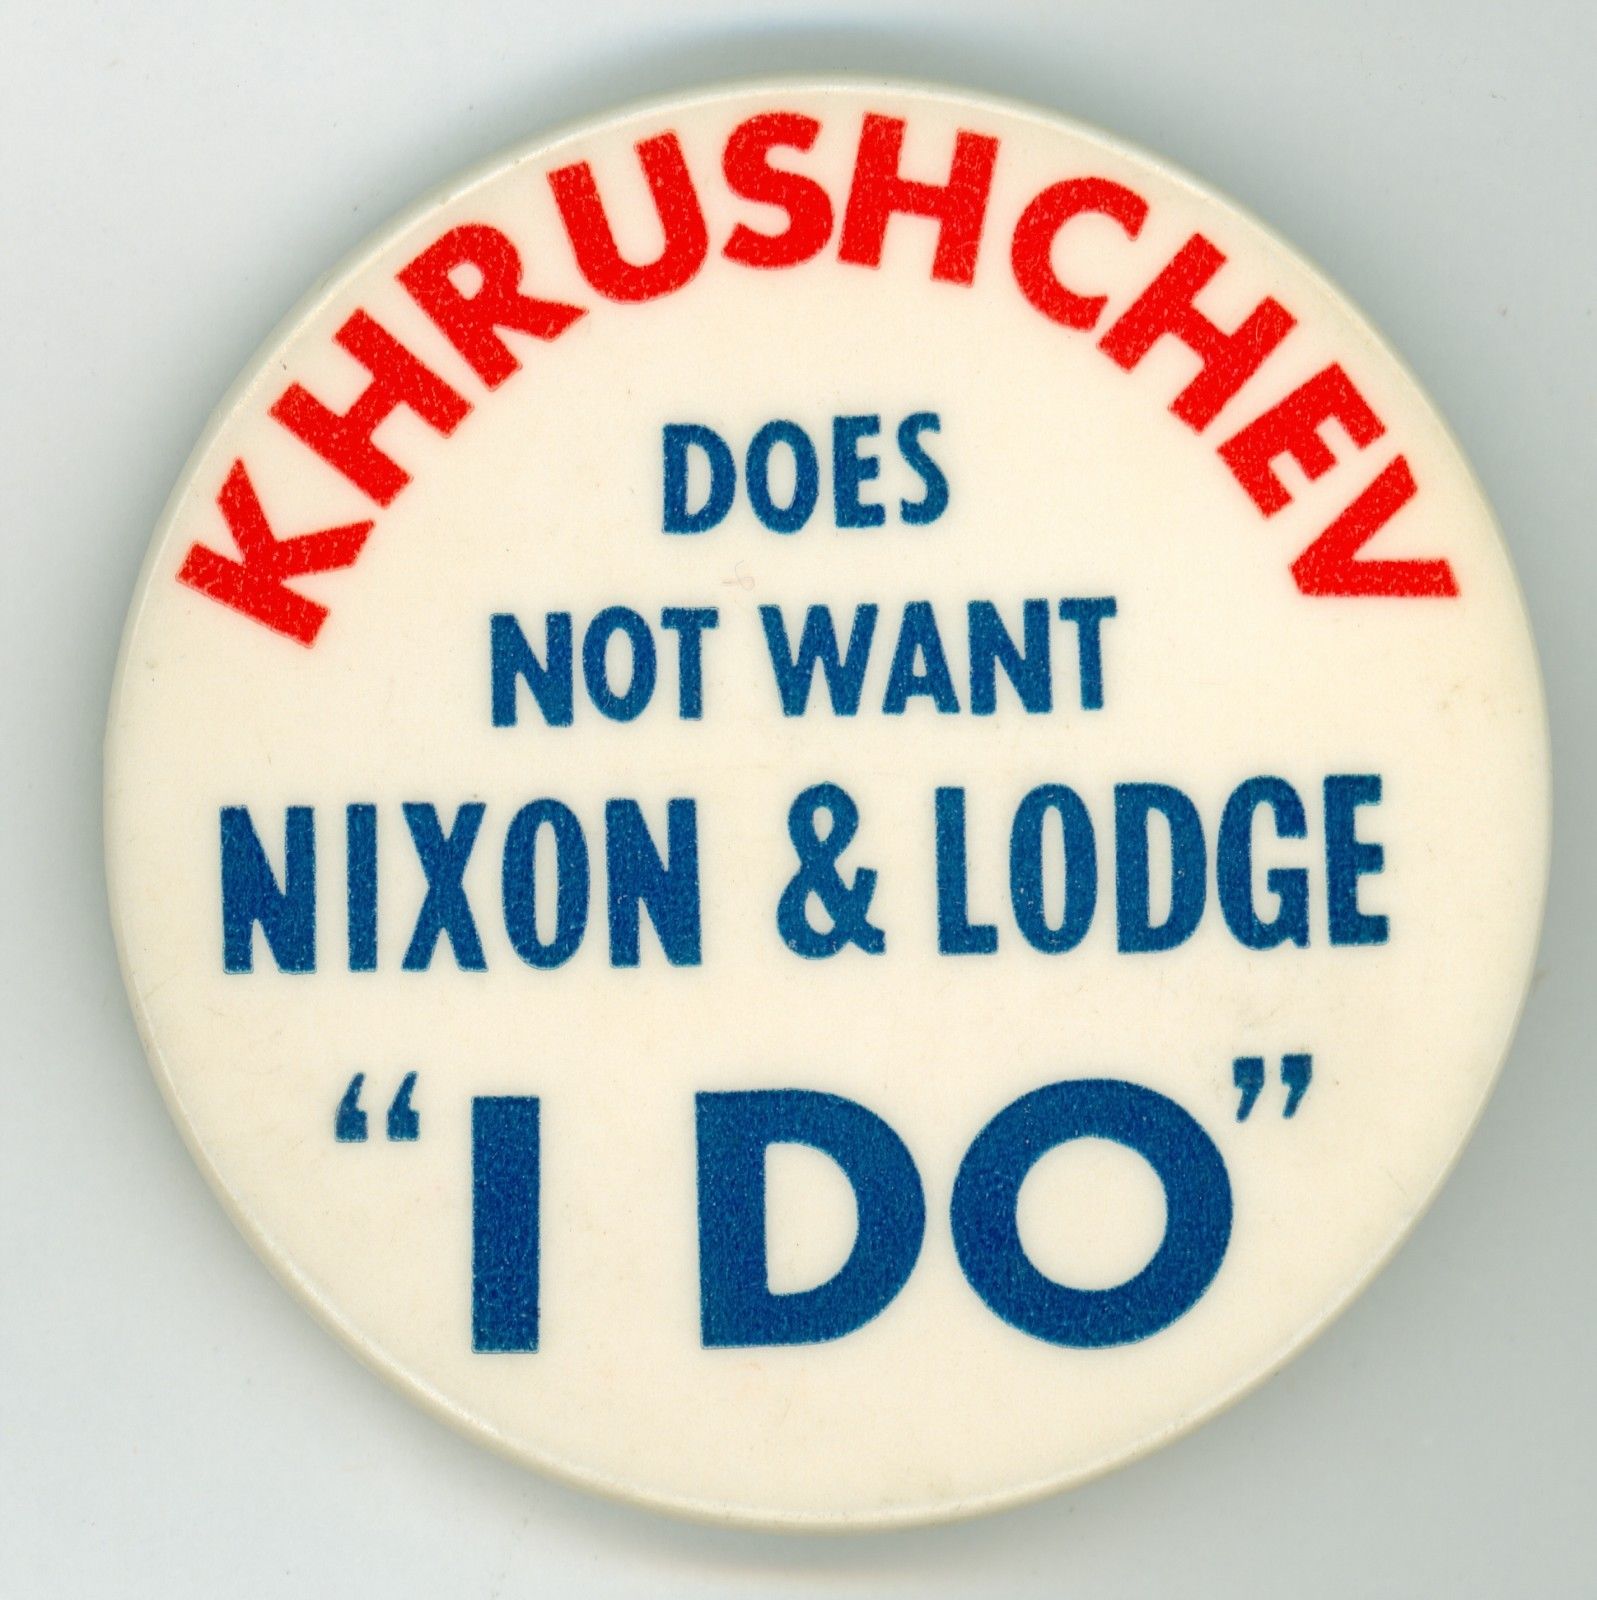 KHRUSHCHEV
DOES
NOT WANT
NIXON & LODGE
“I DO”